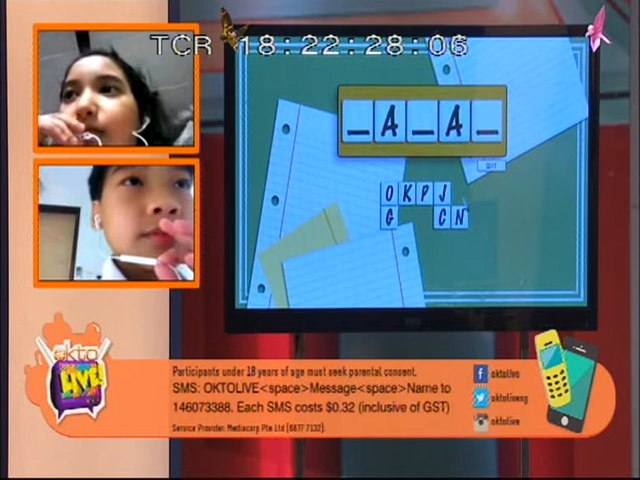 TCR 18:22:28:06
_ A _ A _
QUIT
O K P J
G C N
okto
LIVE
Participants under 18 years of age must seek parental consent.
SMS: OKTOLIVE<space>Message<space>Name to
146073388. Each SMS costs $0.32 (inclusive of GST)
Service Provider: Mediacorp Pte Ltd (6877 7132).
oktolive
oktolivesg
oktolive